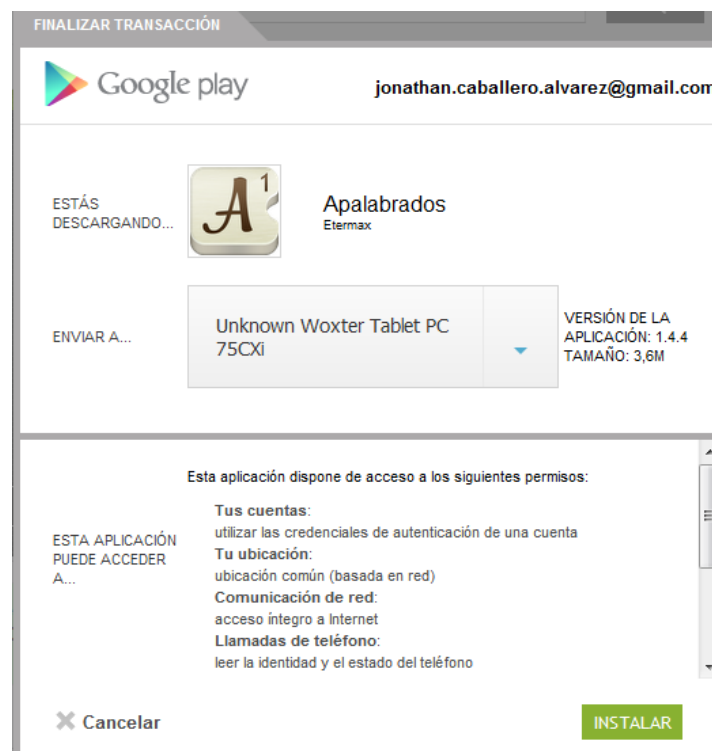 FINALIZAR TRANSACCIÓN
Google play
jonathan.caballero.alvarez@gmail.com
ESTÁS
DESCARGANDO...
A1
Apalabrados
Etermax
ENVIAR A...
Unknown Woxter Tablet PC
75CXi
VERSIÓN DE LA
APLICACIÓN: 1.4.4
TAMAÑO: 3,6M
Esta aplicación dispone de acceso a los siguientes permisos:
ESTA APLICACIÓN
PUEDE ACCEDER
A...
Tus cuentas:
utilizar las credenciales de autenticación de una cuenta
Tu ubicación:
ubicación común (basada en red)
Comunicación de red:
acceso íntegro a Internet
Llamadas de teléfono:
leer la identidad y el estado del teléfono
Cancelar
INSTALAR